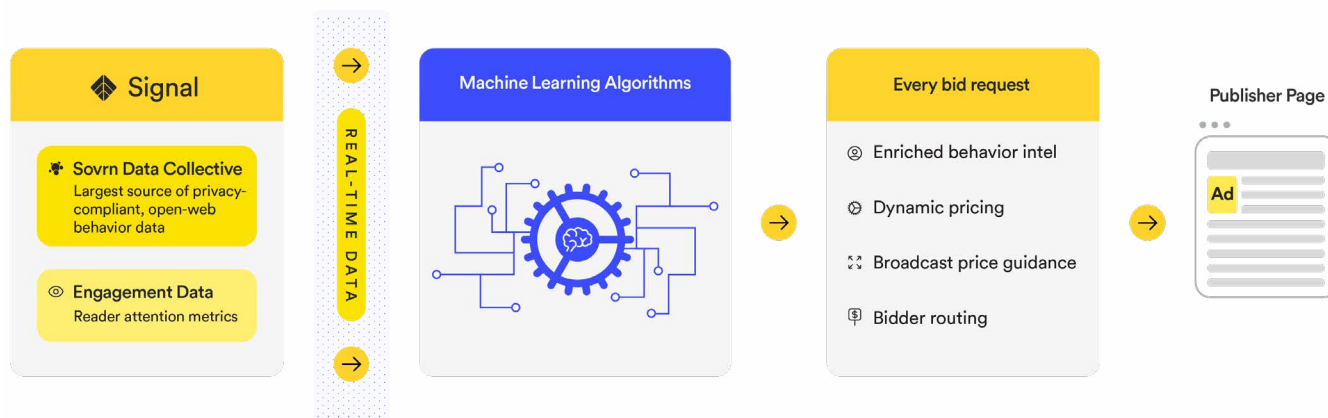 Signal
Sovrn Data Collective
Largest source of privacy-
compliant, open-web
behavior data
Engagement Data
Reader attention metrics
REAL-TIME DATA
Machine Learning Algorithms
Every bid request
Enriched behavior intel
Dynamic pricing
Broadcast price guidance
$ Bidder routing
Publisher Page
Ad